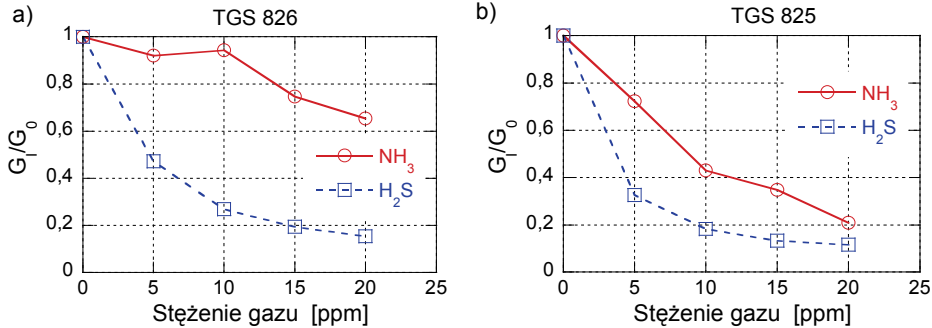 a)
TGS 826
G_I/G_0
1
0,8
0,6
0,4
0,2
0
0 5 10 15 20 25
Stężenie gazu [ppm]
NH_3
H_2S
b)
TGS 825
G_I/G_0
1
0,8
0,6
0,4
0,2
0
0 5 10 15 20 25
Stężenie gazu [ppm]
NH_3
H_2S